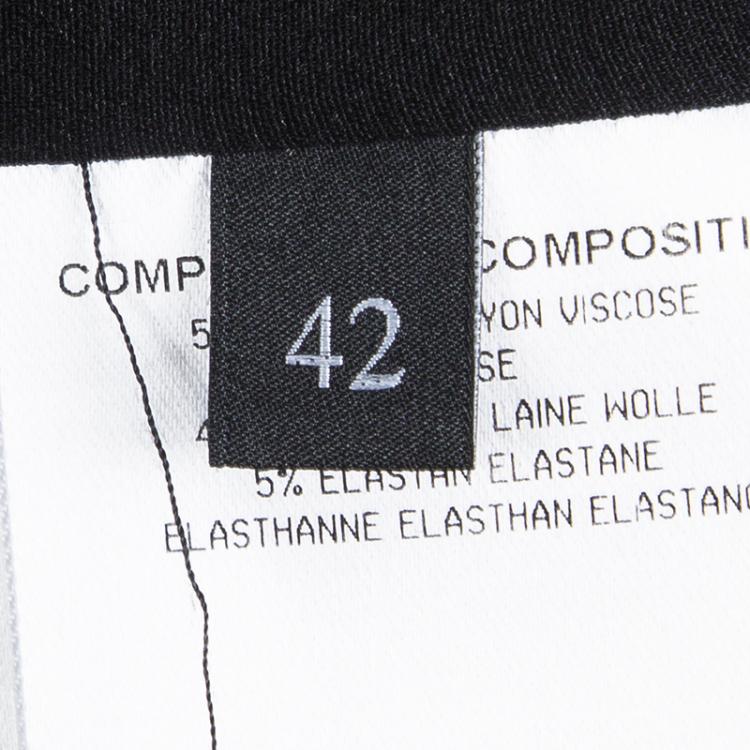 42
COMP COMPOSITI
5 YON VISCOSE
SE
4 LAINE WOLLE
5% ELASTAN ELASTANE
ELASTHANNE ELASTHAN ELASTANO